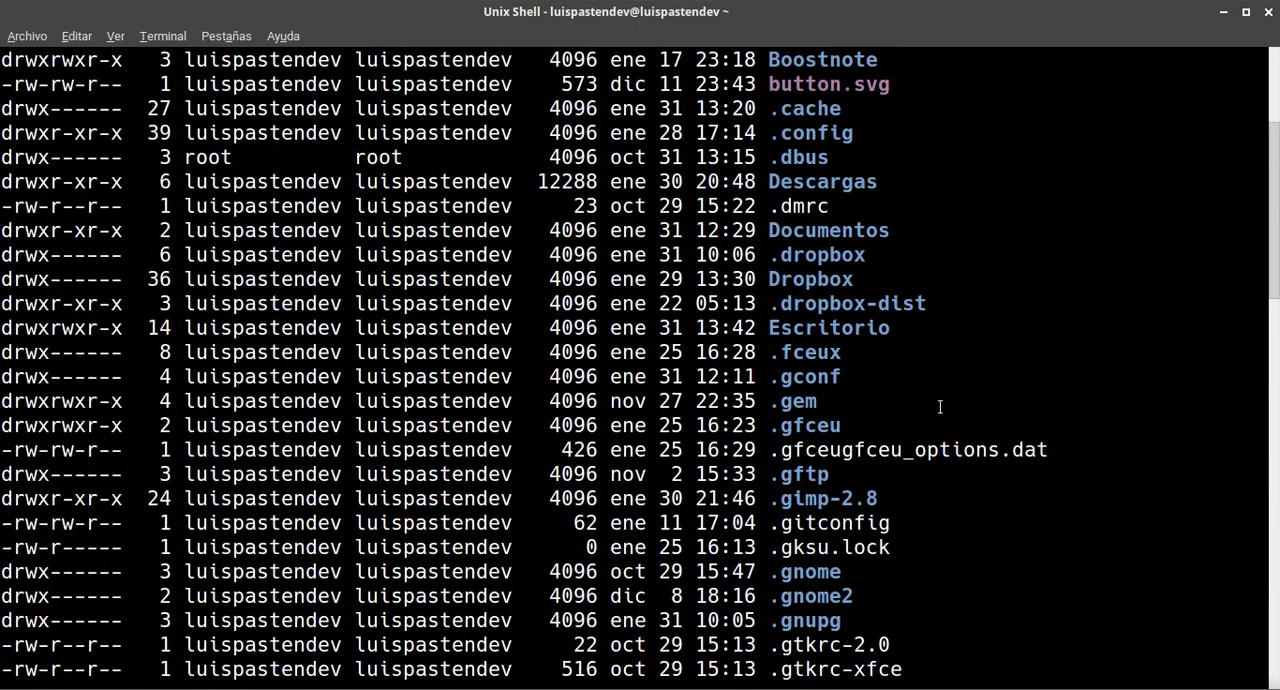 Unix Shell - luispastendev@luispastendev ~
Archivo Editar Ver Terminal Pestañas Ayuda
drwxrwxr-x 3 luispastendev luispastendev 4096 ene 17 23:18 Boostnote
-rw-rw-r-- 1 luispastendev luispastendev 573 dic 11 23:43 button.svg
drwx------ 27 luispastendev luispastendev 4096 ene 31 13:20 .cache
drwxr-xr-x 39 luispastendev luispastendev 4096 ene 28 17:14 .config
drwx------ 3 root root 4096 oct 31 13:15 .dbus
drwxr-xr-x 6 luispastendev luispastendev 12288 ene 30 20:48 Descargas
-rw-r--r-- 1 luispastendev luispastendev 23 oct 29 15:22 .dmrc
drwxr-xr-x 2 luispastendev luispastendev 4096 ene 31 12:29 Documentos
drwx------ 6 luispastendev luispastendev 4096 ene 31 10:06 .dropbox
drwx------ 36 luispastendev luispastendev 4096 ene 29 13:30 Dropbox
drwxr-xr-x 3 luispastendev luispastendev 4096 ene 22 05:13 .dropbox-dist
drwxrwxr-x 14 luispastendev luispastendev 4096 ene 31 13:42 Escritorio
drwx------ 8 luispastendev luispastendev 4096 ene 25 16:28 .fceux
drwx------ 4 luispastendev luispastendev 4096 ene 31 12:11 .gconf
drwxrwxr-x 4 luispastendev luispastendev 4096 nov 27 22:35 .gem
drwxrwxr-x 2 luispastendev luispastendev 4096 ene 25 16:23 .gfceu
-rw-rw-r-- 1 luispastendev luispastendev 426 ene 25 16:29 .gfceugfceu_options.dat
drwx------ 3 luispastendev luispastendev 4096 nov 2 15:33 .gftp
drwxr-xr-x 24 luispastendev luispastendev 4096 ene 30 21:46 .gimp-2.8
-rw-rw-r-- 1 luispastendev luispastendev 62 ene 11 17:04 .gitconfig
-rw-r----- 1 luispastendev luispastendev 0 ene 25 16:13 .gksu.lock
drwx------ 3 luispastendev luispastendev 4096 oct 29 15:47 .gnome
drwx------ 2 luispastendev luispastendev 4096 dic 8 18:16 .gnome2
drwx------ 3 luispastendev luispastendev 4096 ene 31 10:05 .gnupg
-rw-r--r-- 1 luispastendev luispastendev 22 oct 29 15:13 .gtkrc-2.0
-rw-r--r-- 1 luispastendev luispastendev 516 oct 29 15:13 .gtkrc-xfce